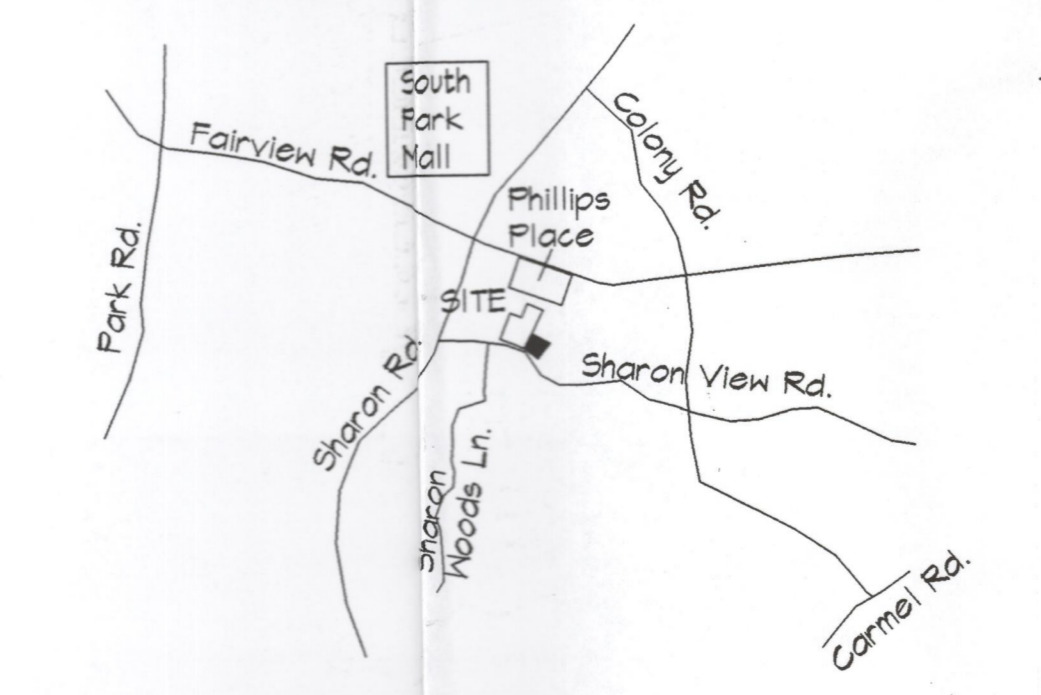 South
Park
Mall
Colony Rd.
Fairview Rd.
Phillips
Place
Park Rd.
SITE
Sharon Rd.
Sharon View Rd.
Sharon
Woods Ln.
Carmel Rd.